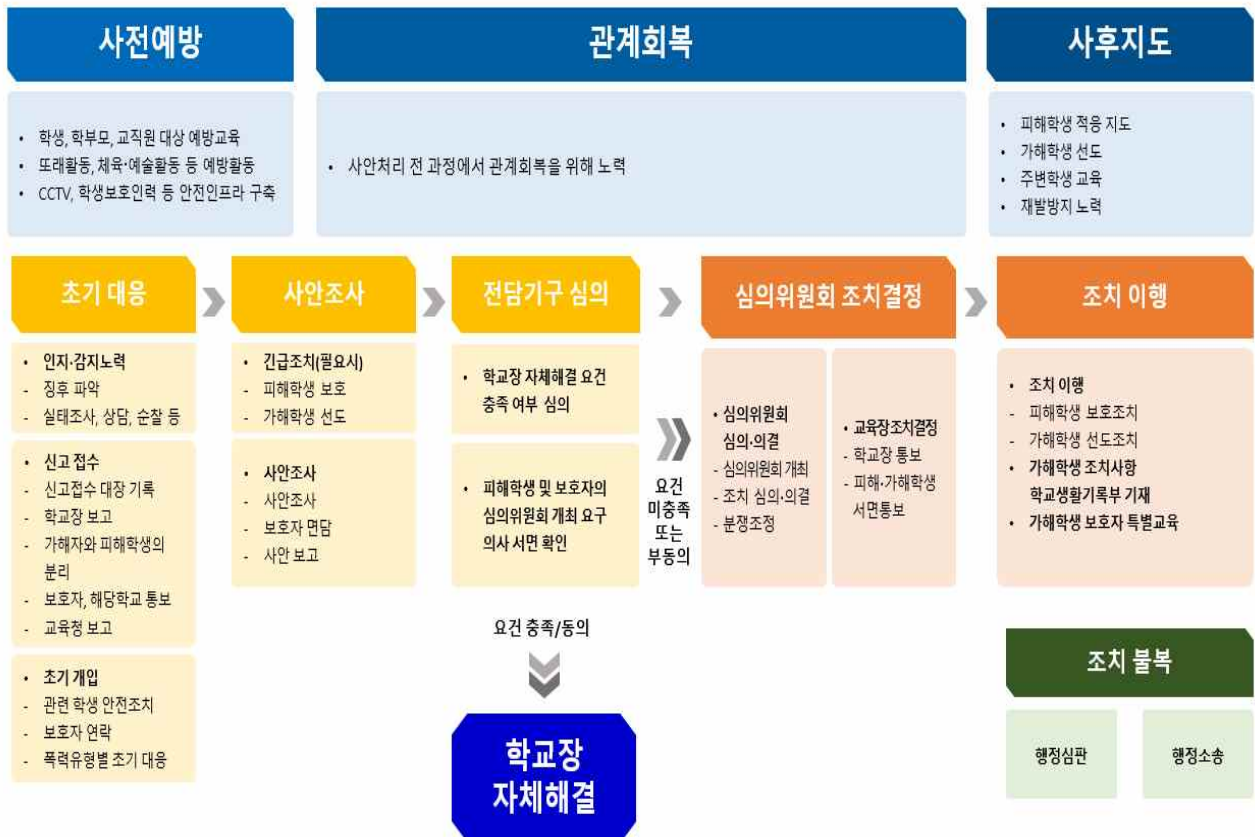 사전예방
관계회복
사후지도
• 학생, 학부모, 교직원 대상 예방교육
• 또래활동, 체육·예술활동 등 예방활동
• CCTV, 학생보호인력 등 안전인프라 구축
• 사안처리 전 과정에서 관계회복을 위해 노력
• 피해학생 적응 지도
• 가해학생 선도
• 주변학생 교육
• 재발방지 노력
초기 대응
• 인지·감지노력
- 징후 파악
- 실태조사, 상담, 순찰 등
• 신고 접수
- 신고접수 대장 기록
- 학교장 보고
- 가해자와 피해학생의
분리
- 보호자, 해당학교 통보
- 교육청 보고
• 초기 개입
- 관련 학생 안전조치
- 보호자 연락
- 폭력유형별 초기 대응
사안조사
• 긴급조치(필요시)
- 피해학생 보호
- 가해학생 선도
• 사안조사
- 사안조사
- 보호자 면담
- 사안 보고
전담기구 심의
• 학교장 자체해결 요건
충족 여부 심의
• 피해학생 및 보호자의
심의위원회 개최 요구
의사 서면 확인
요건 충족/동의
학교장
자체해결
요건
미충족
또는
부동의
심의위원회 조치결정
• 심의위원회
심의·의결
- 심의위원회 개최
- 조치 심의·의결
- 분쟁조정
• 교육장조치결정
- 학교장 통보
- 피해·가해학생
서면통보
조치 이행
• 조치 이행
- 피해학생 보호조치
- 가해학생 선도조치
• 가해학생 조치사항
학교생활기록부 기재
• 가해학생 보호자 특별교육
조치 불복
행정심판
행정소송